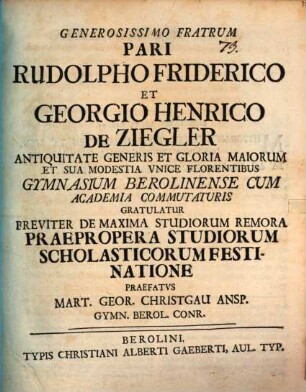 GENEROSISSIMO FRATRUM
PARI
73.
RUDOLPHO FRIDERICO
ET
GEORGIO HENRICO
DE ZIEGLER
ANTIQUITATE GENERIS ET GLORIA MAIORUM
ET SUA MODESTIA VNICE FLORENTIBUS
GYMNASIUM BEROLINENSE CUM
ACADEMIA COMMUTATURIS
GRATULATUR
BREVITER DE MAXIMA STUDIORUM REMORA
PRAEPROPERA STUDIORUM
SCHOLASTICORUM FESTI-
NATIONE
PRAEFATVS
MART. GEOR. CHRISTGAU ANSP.
GYMN. BEROL. CONR.
BEROLINI,
TYPIS CHRISTIANI ALBERTI GAEBERTI, AUL. TYP.